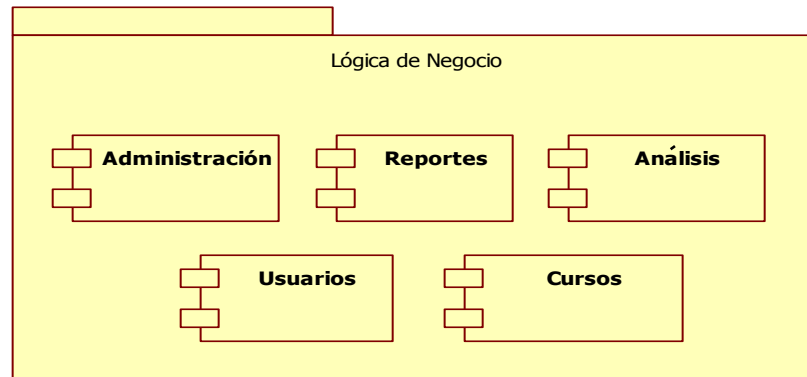 Lógica de Negocio
Administración
Reportes
Análisis
Usuarios
Cursos